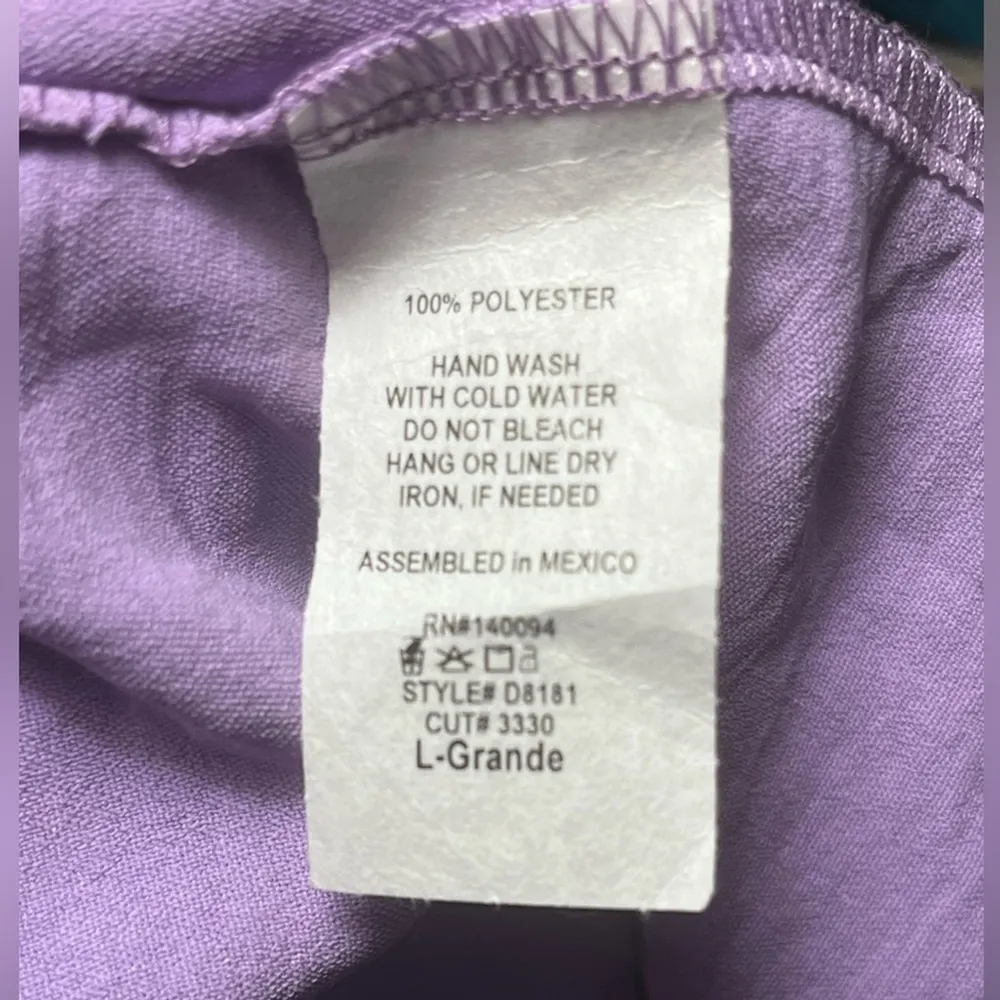 100% POLYESTER
HAND WASH
WITH COLD WATER
DO NOT BLEACH
HANG OR LINE DRY
IRON, IF NEEDED
ASSEMBLED in MEXICO
RN#140094
STYLE# D8181
CUT# 3330
L-Grande